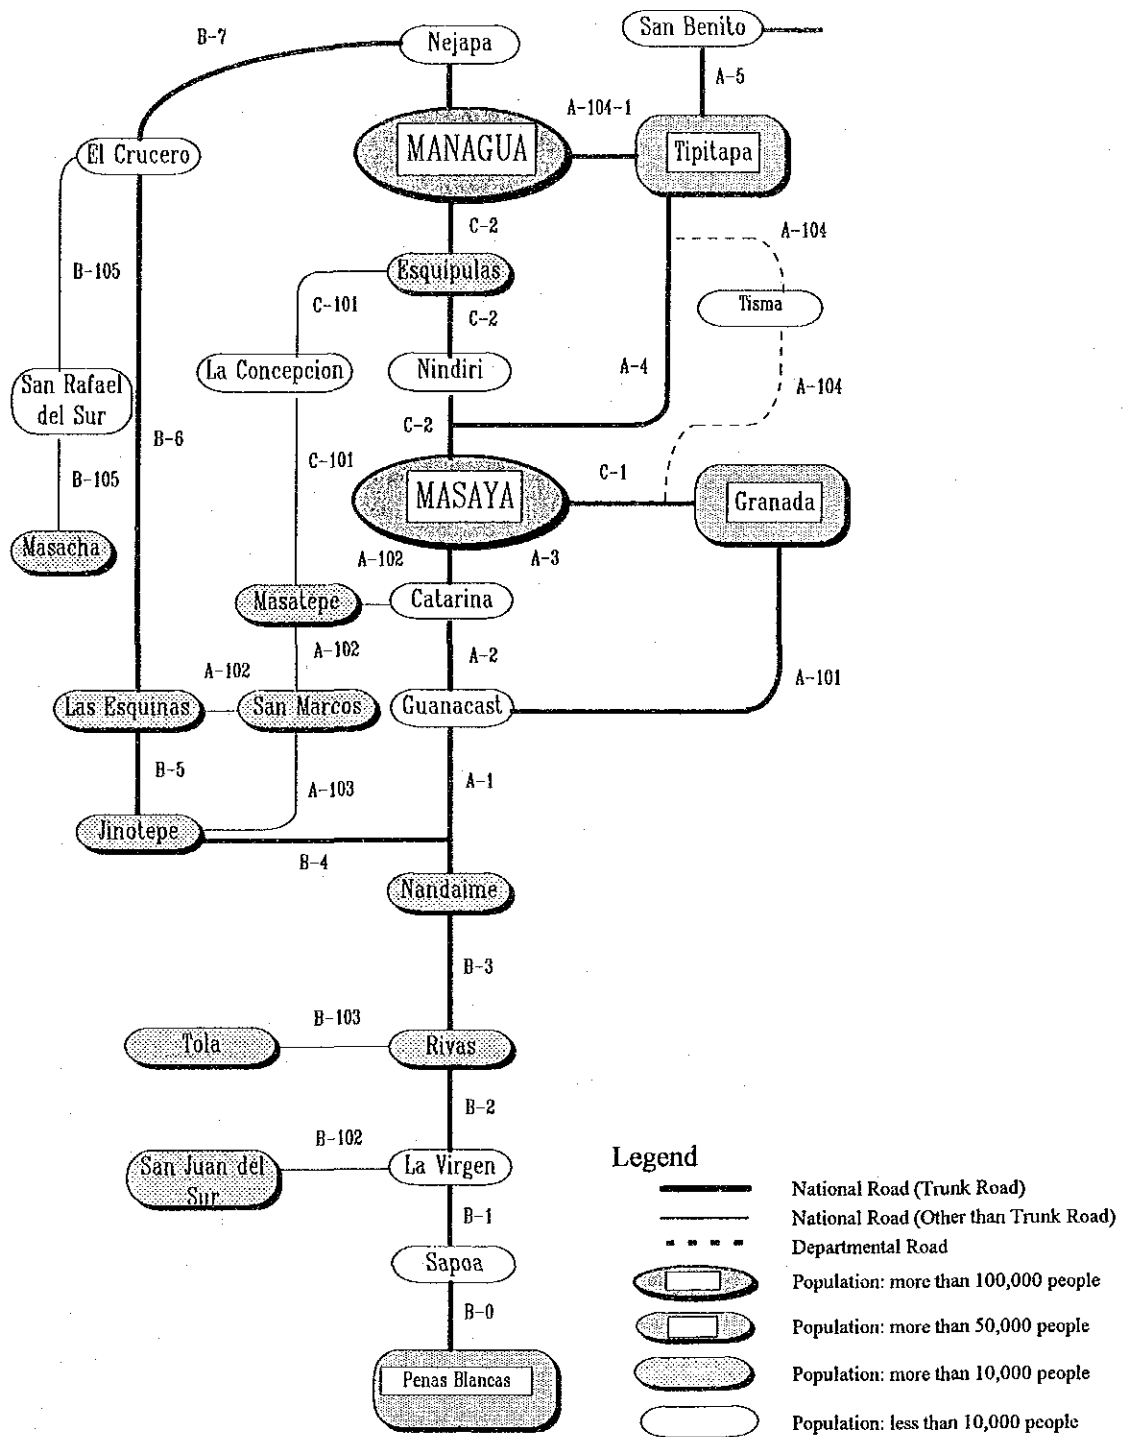 B-7
Nejapa
San Benito
A-5
A-104-1
MANAGUA
Tipitapa
El Crucero
C-2
A-104
B-105
Esquipulas
C-101
Tisma
C-2
La Concepcion
Nindiri
A-4
A-104
San Rafael
del Sur
B-6
C-2
C-101
B-105
MASAYA
C-1
Granada
Masacha
A-102
A-3
Masatepe
Catarina
A-102
A-2
A-102
A-101
Las Esquinas
San Marcos
Guanacast
B-5
A-103
A-1
Jinotepe
B-4
Nandaime
B-3
B-103
Tola
Rivas
B-2
B-102
San Juan del
Sur
La Virgen
B-1
Sapoa
B-0
Penas Blancas
Legend
National Road (Trunk Road)
National Road (Other than Trunk Road)
Departmental Road
Population: more than 100,000 people
Population: more than 50,000 people
Population: more than 10,000 people
Population: less than 10,000 people